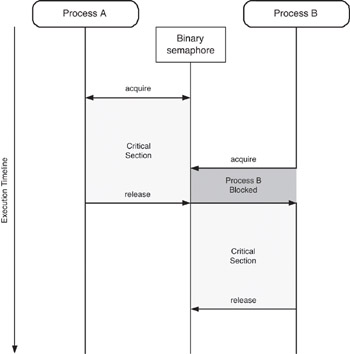 Process A
Binary
semaphore
Process B
acquire
Critical
Section
acquire
Process B
Blocked
release
Critical
Section
release
Execution Timeline